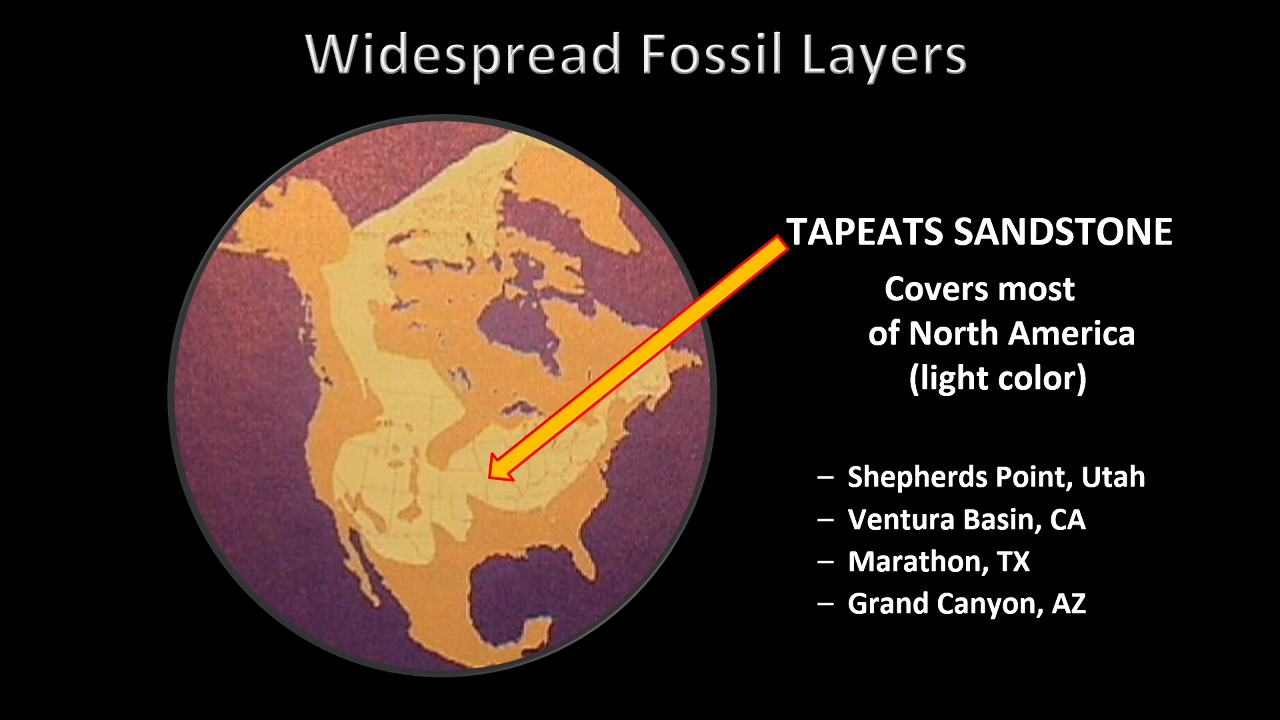 Widespread Fossil Layers
TAPEATS SANDSTONE
Covers most
of North America
(light color)
– Shepherds Point, Utah
– Ventura Basin, CA
– Marathon, TX
– Grand Canyon, AZ